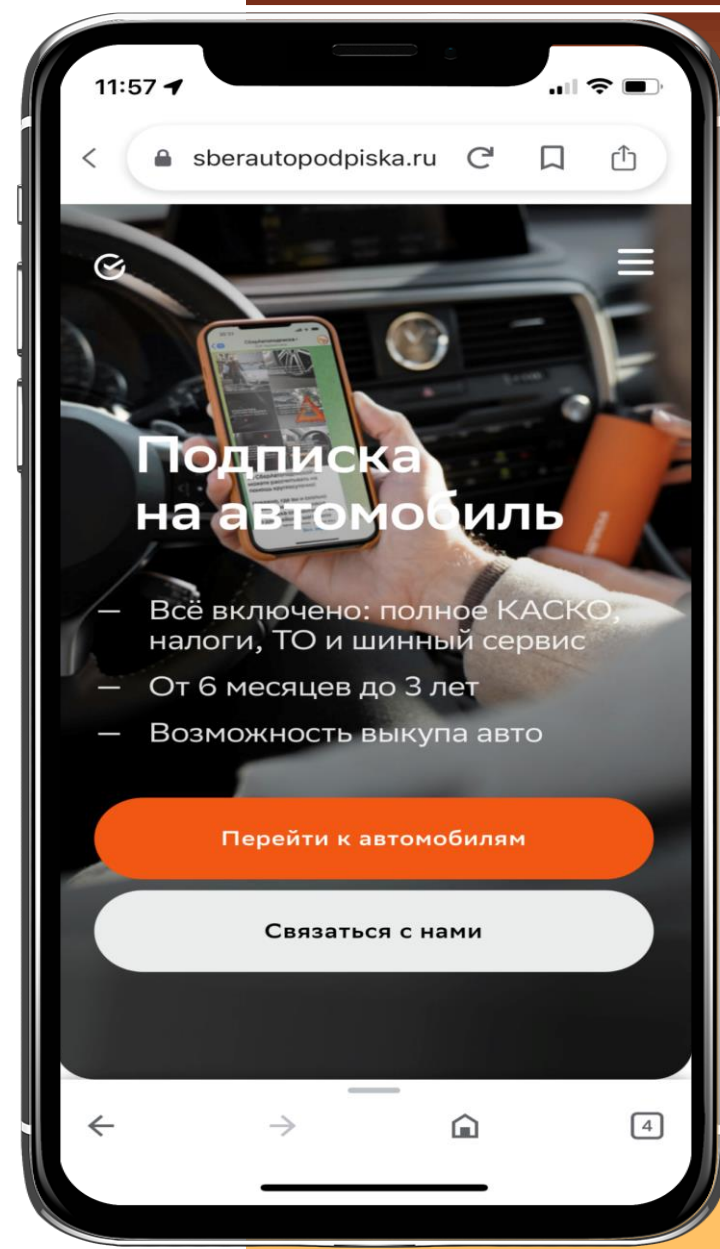 11:57
sberautopodpiska.ru
Подписка
на автомобиль
— Всё включено: полное КАСКО,
налоги, ТО и шинный сервис
— От 6 месяцев до 3 лет
— Возможность выкупа авто
Перейти к автомобилям
Связаться с нами
4